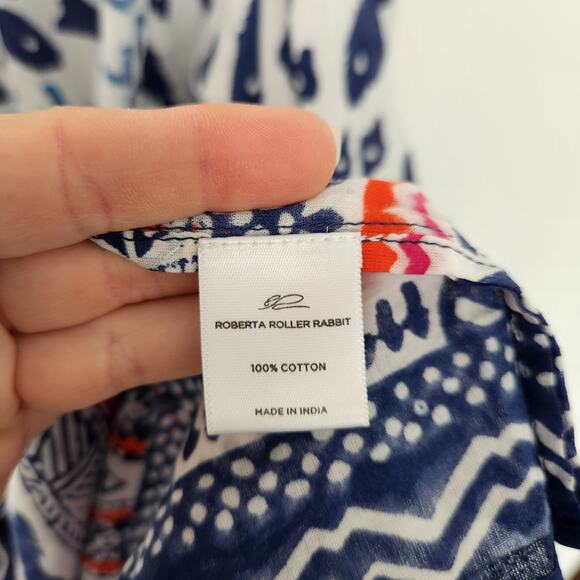 ROBERTA ROLLER RABBIT
100% COTTON
MADE IN INDIA